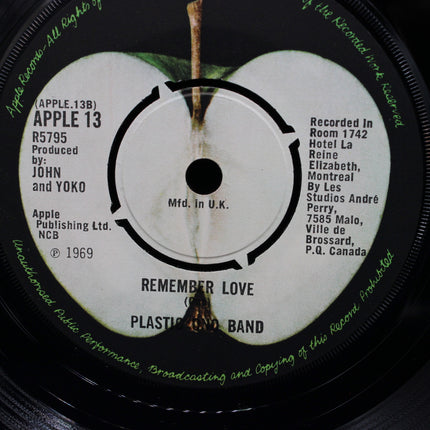 Apple Records-All Rights of
of the Recorded Work Reserved
(APPLE.13B)
APPLE 13
R5795
Produced
by:
JOHN
and YOKO
Apple
Publishing Ltd.
NCB
℗ 1969
Mfd. In U.K.
Recorded In
Room 1742
Hotel La
Reine
Elizabeth,
Montreal
By Les
Studios André
Perry,
7585 Malo,
Ville de
Brossard,
P.Q. Canada
REMEMBER LOVE
PLASTIC ONO BAND
Unauthorised Public Performance, Broadcasting and Copying of this Record Prohibited